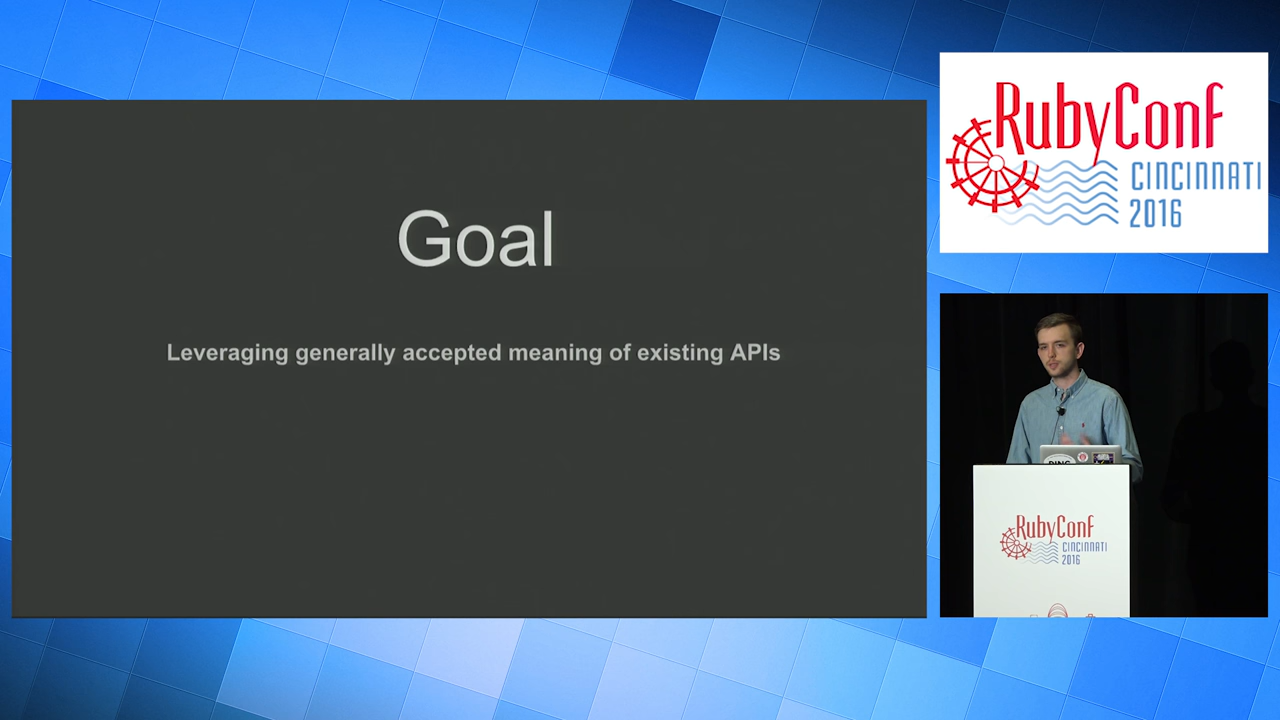 Goal
Leveraging generally accepted meaning of existing APIs
RubyConf
CINCINNATI
2016
RubyConf
CINCINNATI
2016